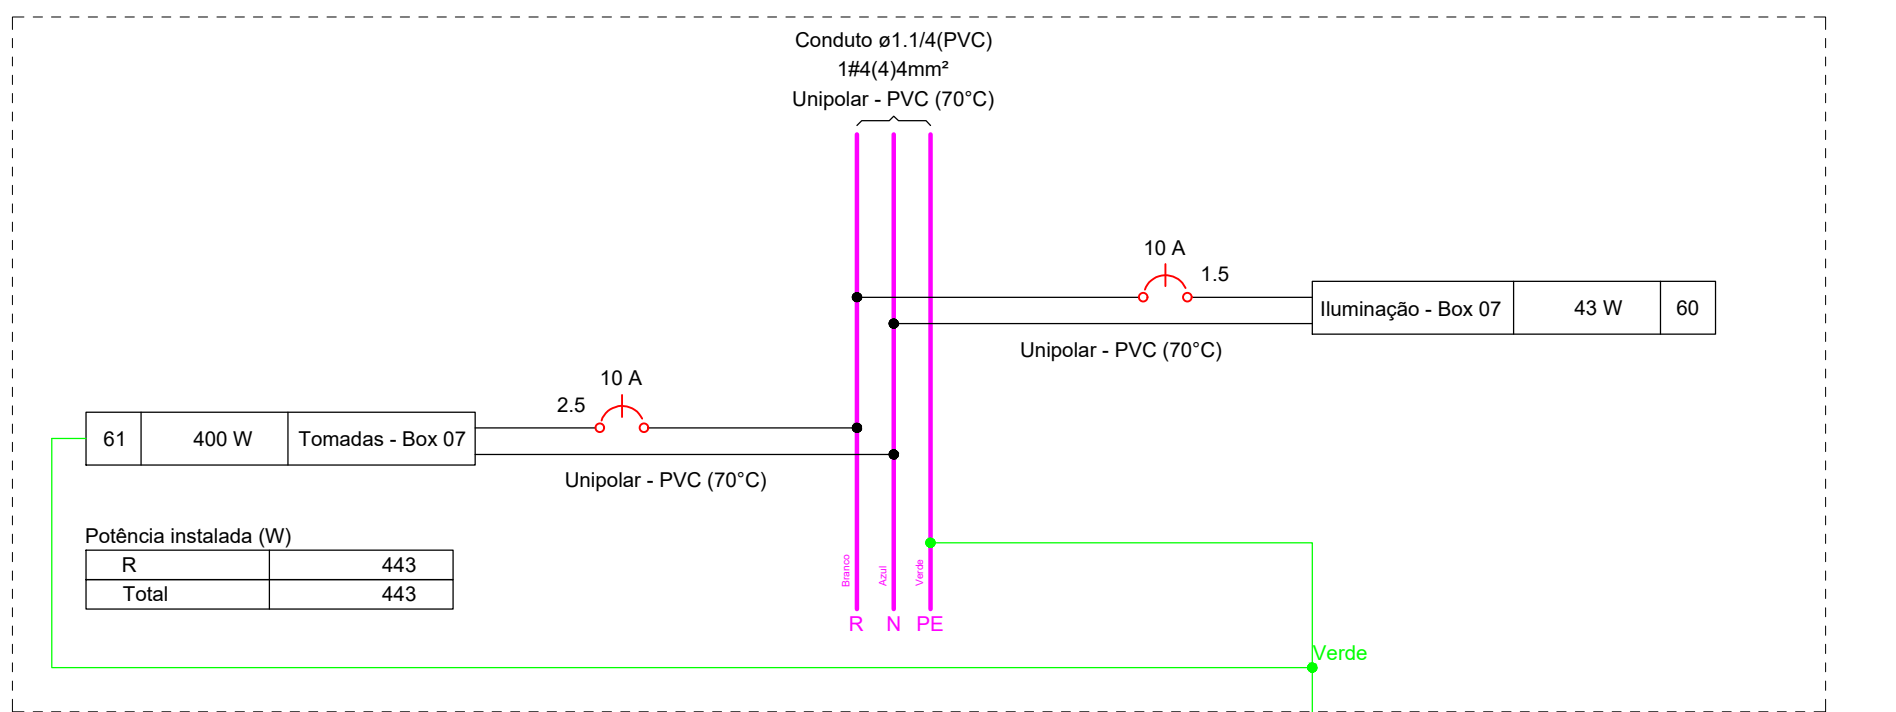 Conduto ø1.1/4(PVC)
1#4(4)4mm²
Unipolar - PVC (70°C)
10 A
1.5
Iluminação - Box 07 43 W 60
Unipolar - PVC (70°C)
10 A
2.5
61 400 W Tomadas - Box 07
Unipolar - PVC (70°C)
Potência instalada (W)
R 443
Total 443
Branco
Azul
Verde
R N PE
Verde